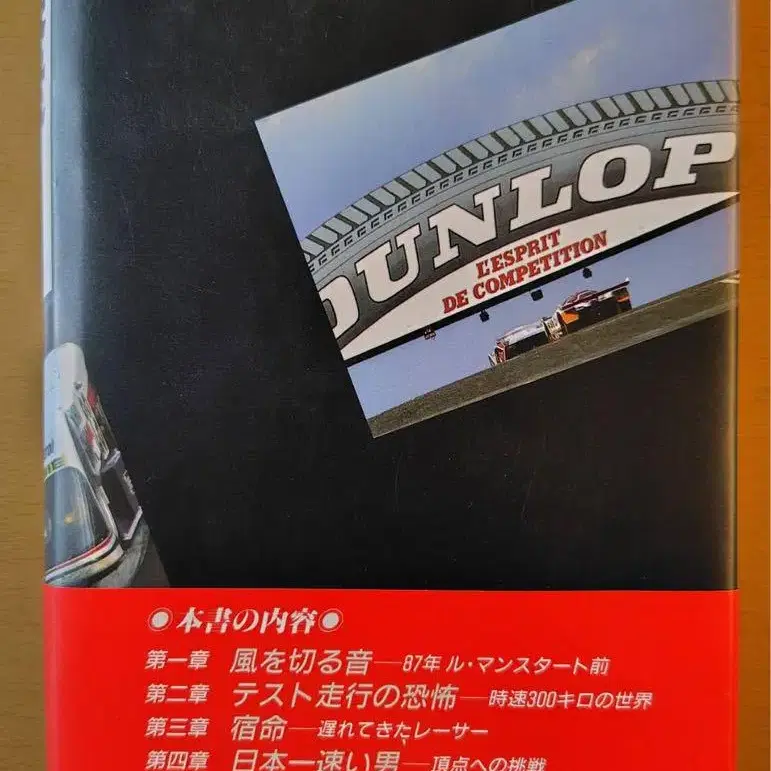 DUNLOP
L'ESPRIT
DE COMPETITION
●本書の内容●
第一章 風を切る音──87年 ル・マンスタート前
第二章 テスト走行の恐怖──時速300キロの世界
第三章 宿命──遅れてきたレーサー
第四章 日本一速い男──頂点への挑戦